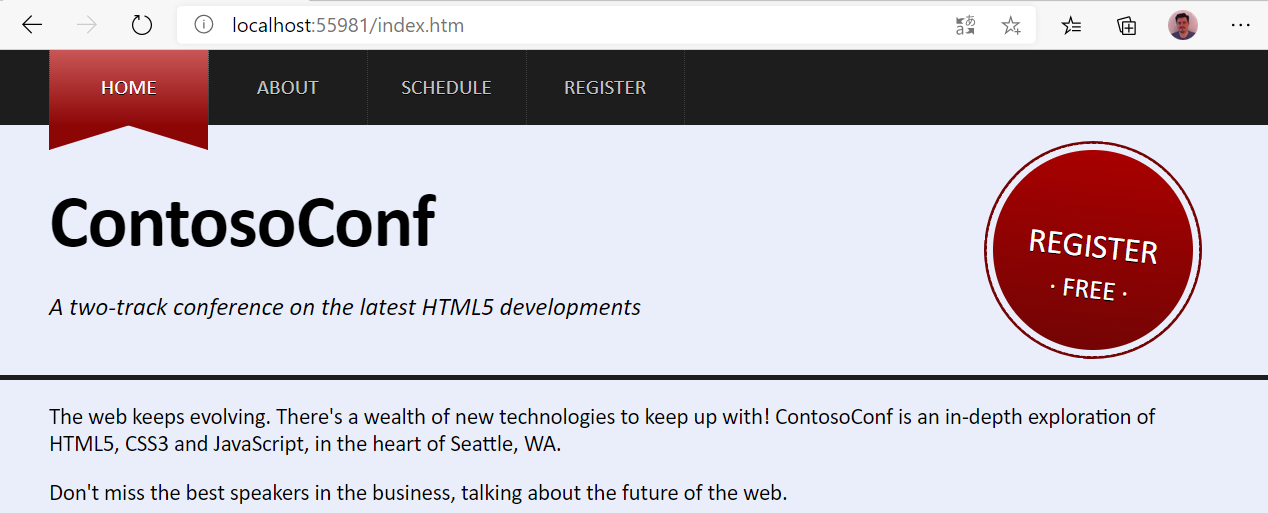 localhost:55981/index.htm
HOME ABOUT SCHEDULE REGISTER
ContosoConf
A two-track conference on the latest HTML5 developments
REGISTER
· FREE ·
The web keeps evolving. There's a wealth of new technologies to keep up with! ContosoConf is an in-depth exploration of
HTML5, CSS3 and JavaScript, in the heart of Seattle, WA.
Don't miss the best speakers in the business, talking about the future of the web.